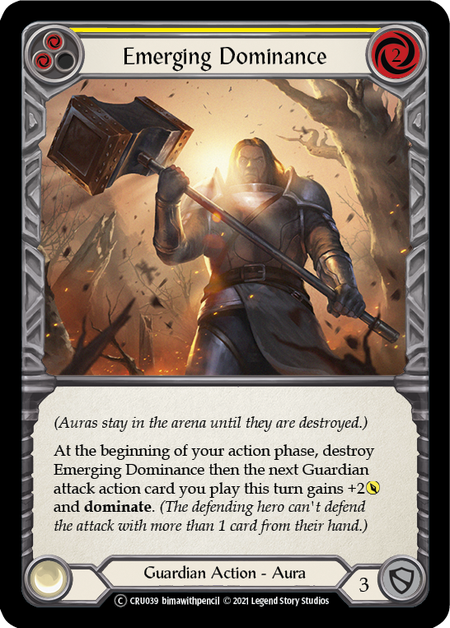 Emerging Dominance
2
(Auras stay in the arena until they are destroyed.)
At the beginning of your action phase, destroy
Emerging Dominance then the next Guardian
attack action card you play this turn gains +2
and dominate. (The defending hero can't defend
the attack with more than 1 card from their hand.)
Guardian Action - Aura
3
C CRU039 bimawithpencil © 2021 Legend Story Studios